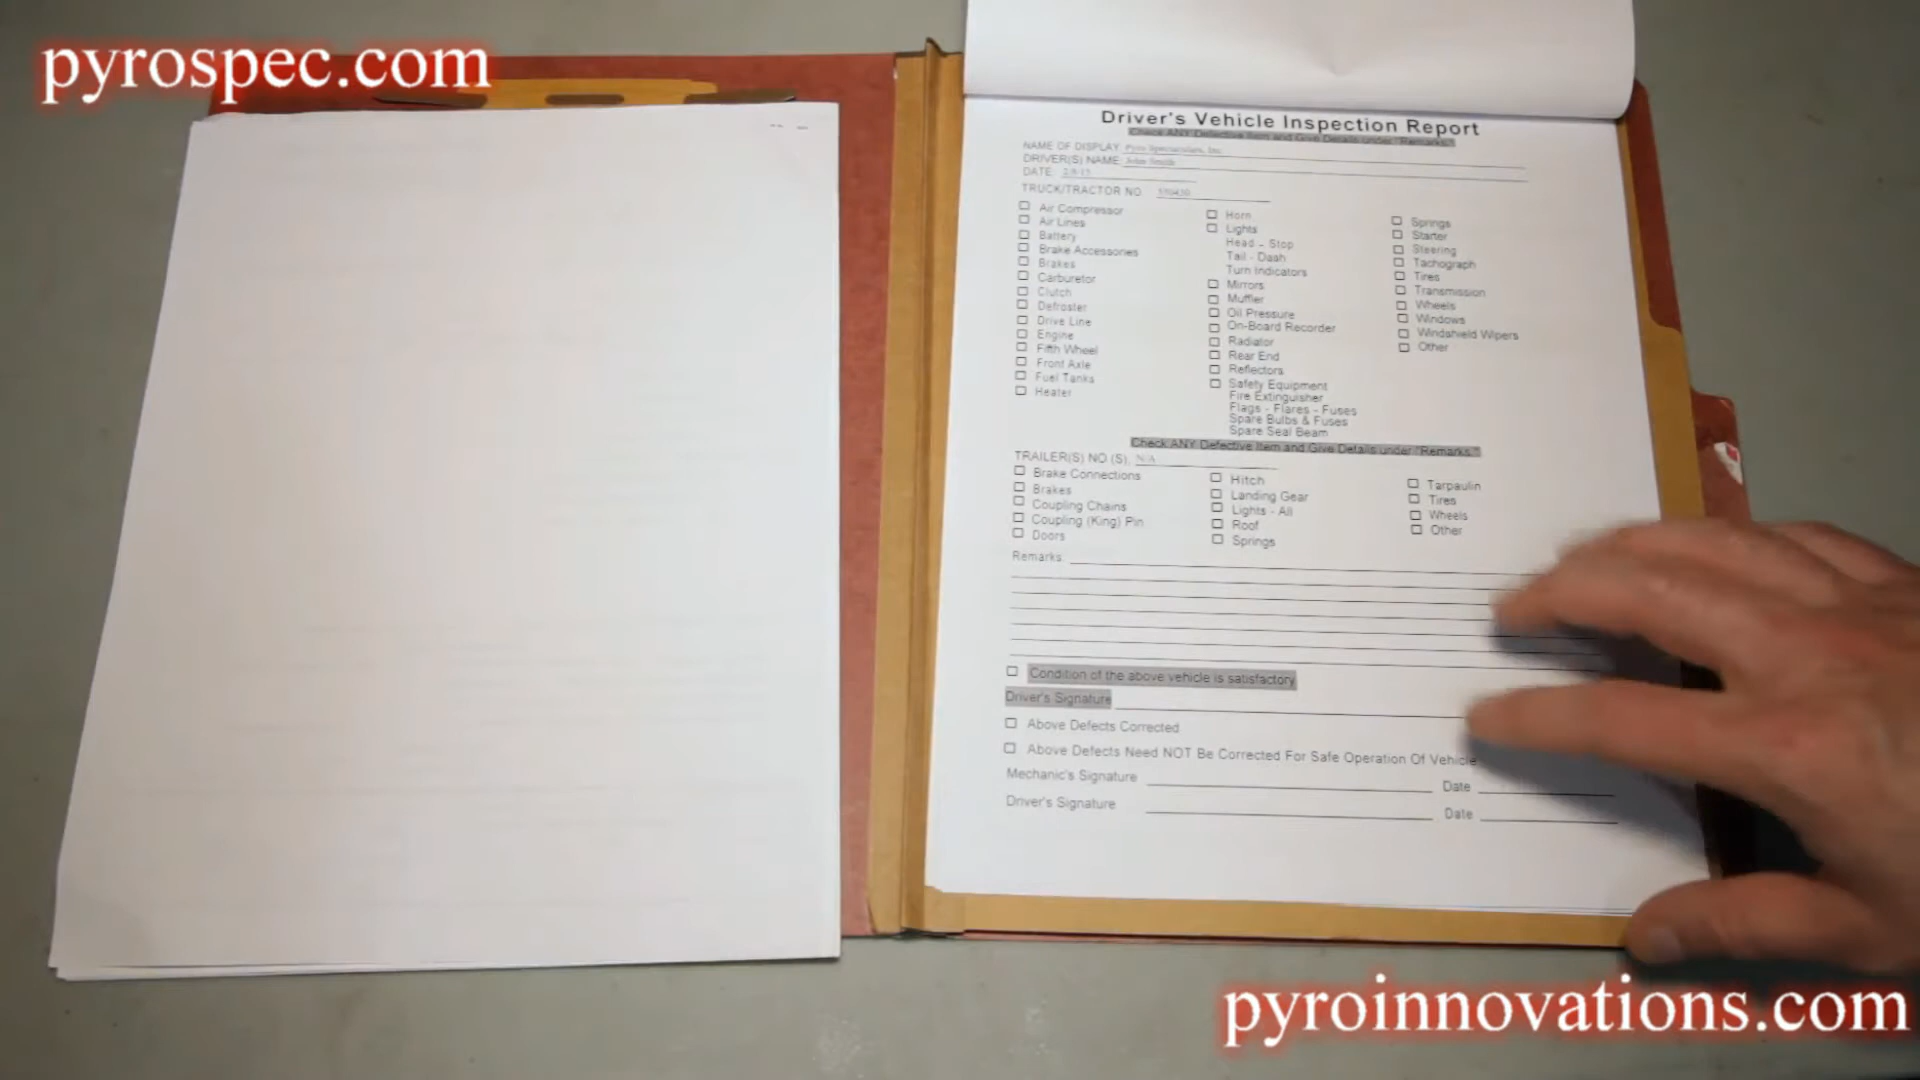 pyrospec.com
Driver's Vehicle Inspection Report
Check ANY Defective Item and Give Details under "Remarks."
NAME OF DISPLAY: Pyro Spectaculars, Inc.
DRIVER(S) NAME: John Smith
DATE:
TRUCK/TRACTOR NO.
Air Compressor
Air Lines
Battery
Brake Accessories
Brakes
Carburetor
Clutch
Defroster
Drive Line
Engine
Fifth Wheel
Front Axle
Fuel Tanks
Heater
Horn
Lights
Head - Stop
Tail - Dash
Turn Indicators
Mirrors
Muffler
Oil Pressure
On-Board Recorder
Radiator
Rear End
Reflectors
Safety Equipment
Fire Extinguisher
Flags - Flares - Fuses
Spare Bulbs & Fuses
Spare Seal Beam
Springs
Starter
Steering
Tachograph
Tires
Transmission
Wheels
Windows
Windshield Wipers
Other
Check ANY Defective Item and Give Details under "Remarks."
TRAILER(S) NO.(S). N/A
Brake Connections
Brakes
Coupling Chains
Coupling (King) Pin
Doors
Hitch
Landing Gear
Lights - All
Roof
Springs
Tarpaulin
Tires
Wheels
Other
Remarks:
Condition of the above vehicle is satisfactory
Driver's Signature
Above Defects Corrected
Above Defects Need NOT Be Corrected For Safe Operation Of Vehicle
Mechanic's Signature Date
Driver's Signature Date
pyroinnovations.com